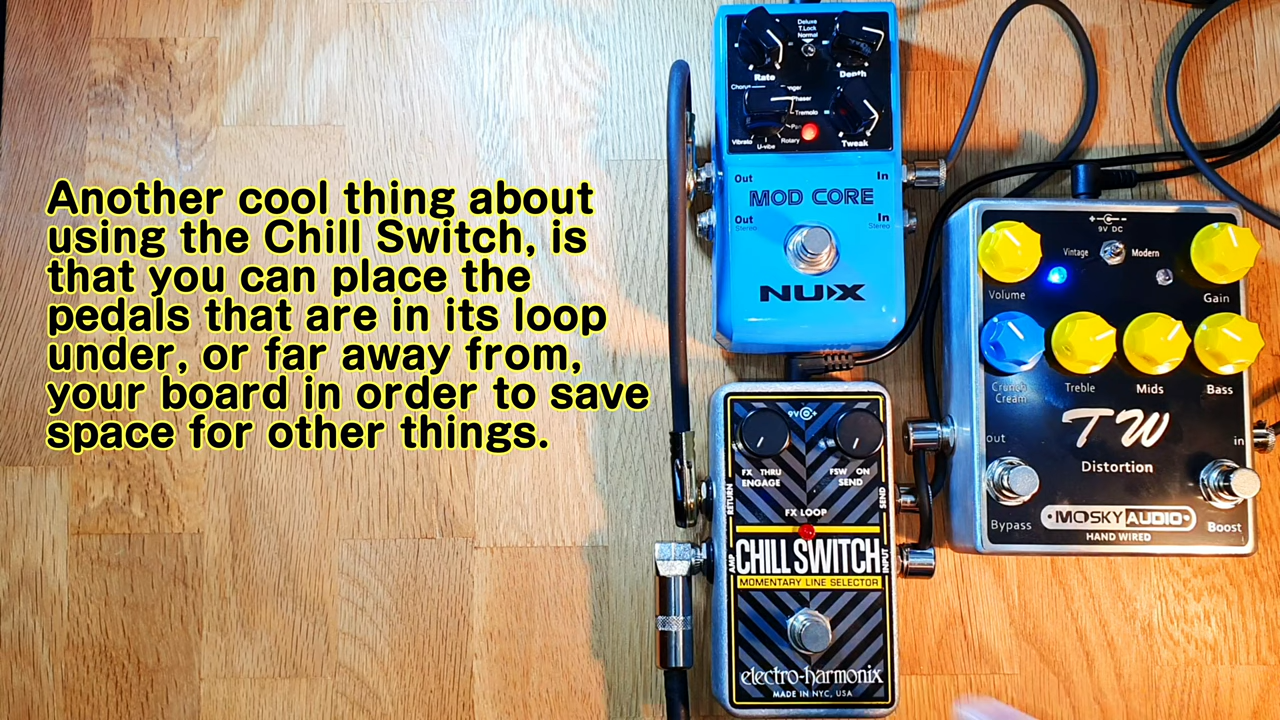 Another cool thing about
using the Chill Switch, is
that you can place the
pedals that are in its loop
under, or far away from,
your board in order to save
space for other things.
Deluxe
T.Lock
Normal
Rate
Depth
Phaser
Tremolo
Vibrato
U-vibe
Rotary
Tweak
Out
In
MOD CORE
Out
In
Stereo
Stereo
NUX
9V DC
Vintage
Modern
Volume
Gain
Crunch
Cream
Treble
Mids
Bass
TW
out
in
Distortion
Bypass
MOSKY AUDIO
Boost
HAND WIRED
9V
FX THRU
ENGAGE
FSW ON
SEND
RETURN
SEND
FX LOOP
AMP
CHILL SWITCH
INPUT
MOMENTARY LINE SELECTOR
electro-harmonix
MADE IN NYC, USA